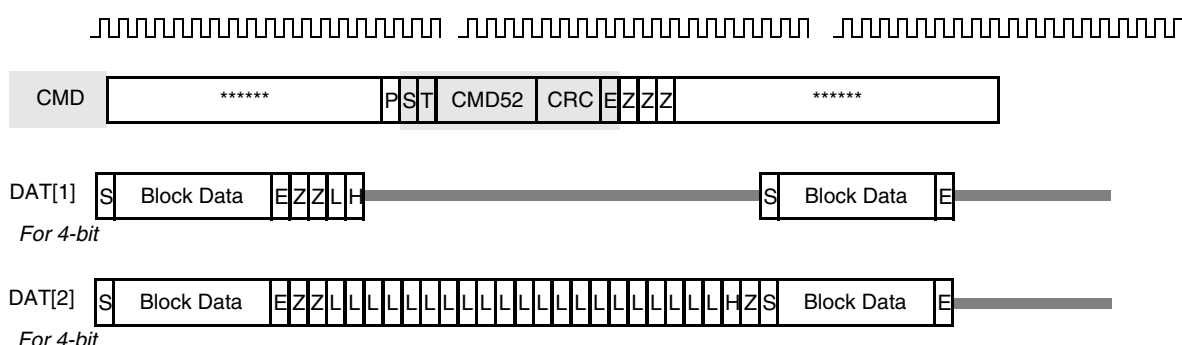 CMD ****** P S T CMD52 CRC E Z Z Z ******
DAT[1] S Block Data E Z Z L H S Block Data E
For 4-bit
DAT[2] S Block Data E Z Z L L L L L L L L L L L L L L L L L L L L L H Z S Block Data E
For 4-bit